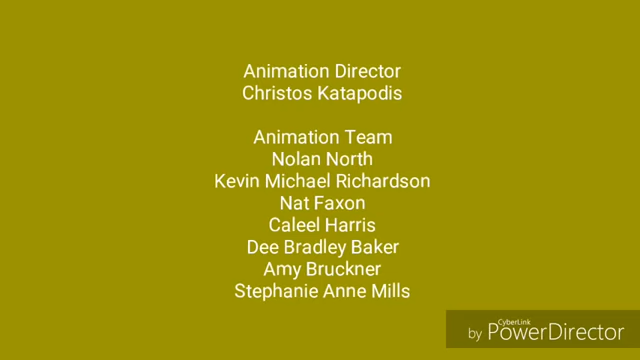 Animation Director
Christos Katapodis
Animation Team
Nolan North
Kevin Michael Richardson
Nat Faxon
Caleel Harris
Dee Bradley Baker
Amy Bruckner
Stephanie Anne Mills
CyberLink
by PowerDirector